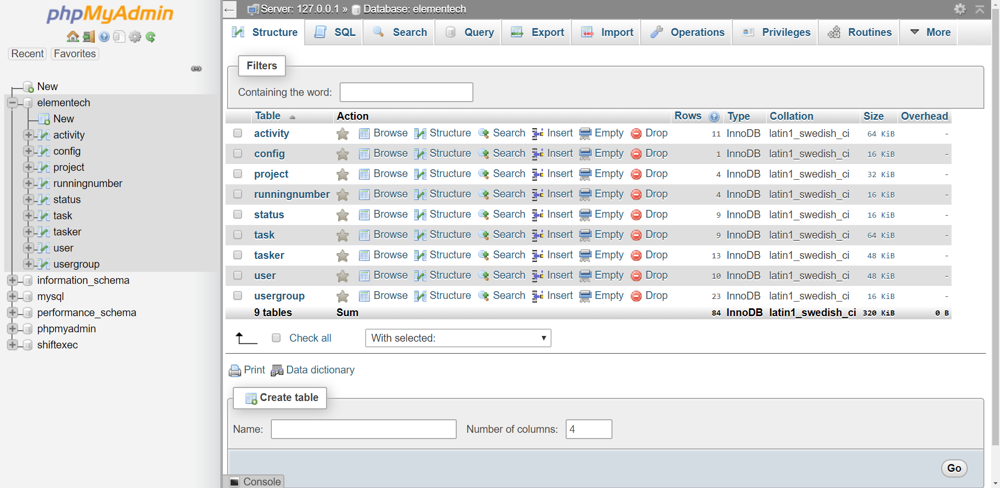 phpMyAdmin
Recent Favorites
New
elementech
New
activity
config
project
runningnumber
status
task
tasker
user
usergroup
information_schema
mysql
performance_schema
phpmyadmin
shiftexec
Server: 127.0.0.1 » Database: elementech
Structure SQL Search Query Export Import Operations Privileges Routines More
Filters
Containing the word:
Table Action Rows Type Collation Size Overhead
activity Browse Structure Search Insert Empty Drop 11 InnoDB latin1_swedish_ci 64 KiB -
config Browse Structure Search Insert Empty Drop 1 InnoDB latin1_swedish_ci 16 KiB -
project Browse Structure Search Insert Empty Drop 4 InnoDB latin1_swedish_ci 32 KiB -
runningnumber Browse Structure Search Insert Empty Drop 4 InnoDB latin1_swedish_ci 16 KiB -
status Browse Structure Search Insert Empty Drop 9 InnoDB latin1_swedish_ci 16 KiB -
task Browse Structure Search Insert Empty Drop 9 InnoDB latin1_swedish_ci 64 KiB -
tasker Browse Structure Search Insert Empty Drop 13 InnoDB latin1_swedish_ci 48 KiB -
user Browse Structure Search Insert Empty Drop 10 InnoDB latin1_swedish_ci 48 KiB -
usergroup Browse Structure Search Insert Empty Drop 23 InnoDB latin1_swedish_ci 16 KiB -
9 tables Sum 84 InnoDB latin1_swedish_ci 320 KiB 0 B
Check all With selected:
Print Data dictionary
Create table
Name: Number of columns: 4
Go
Console